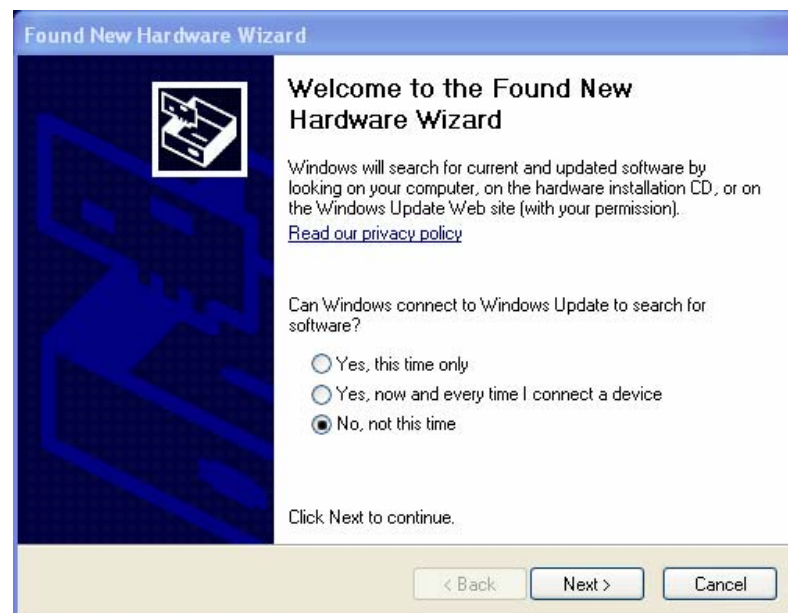 Found New Hardware Wizard
Welcome to the Found New
Hardware Wizard
Windows will search for current and updated software by
looking on your computer, on the hardware installation CD, or on
the Windows Update Web site (with your permission).
Read our privacy policy
Can Windows connect to Windows Update to search for
software?
Yes, this time only
Yes, now and every time I connect a device
No, not this time
Click Next to continue.
< Back
Next >
Cancel